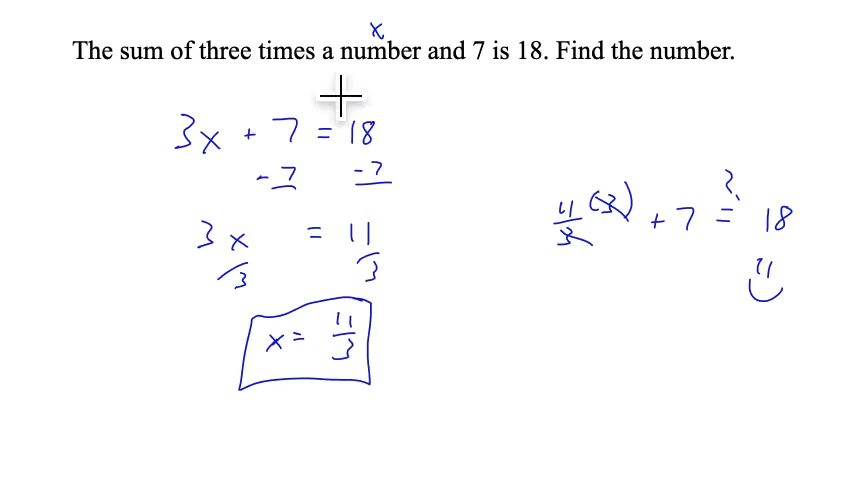 x
The sum of three times a number and 7 is 18. Find the number.
3x + 7 = 18
- 7 - 7
3x = 11
/3 /3
x = 11/3
11/3 (3) + 7 ?= 18